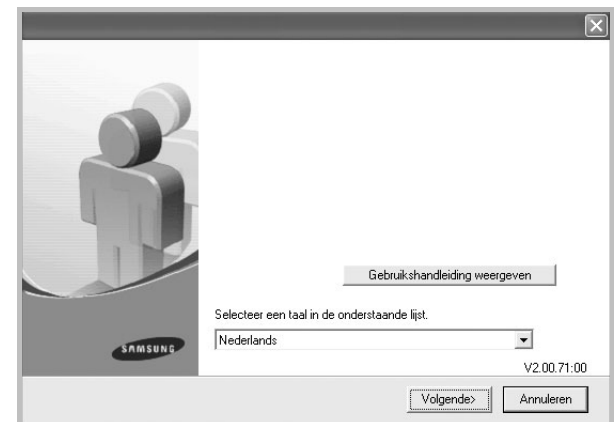 Gebruikshandleiding weergeven
Selecteer een taal in de onderstaande lijst.
Nederlands
SAMSUNG
V2.00.71:00
Volgende>
Annuleren